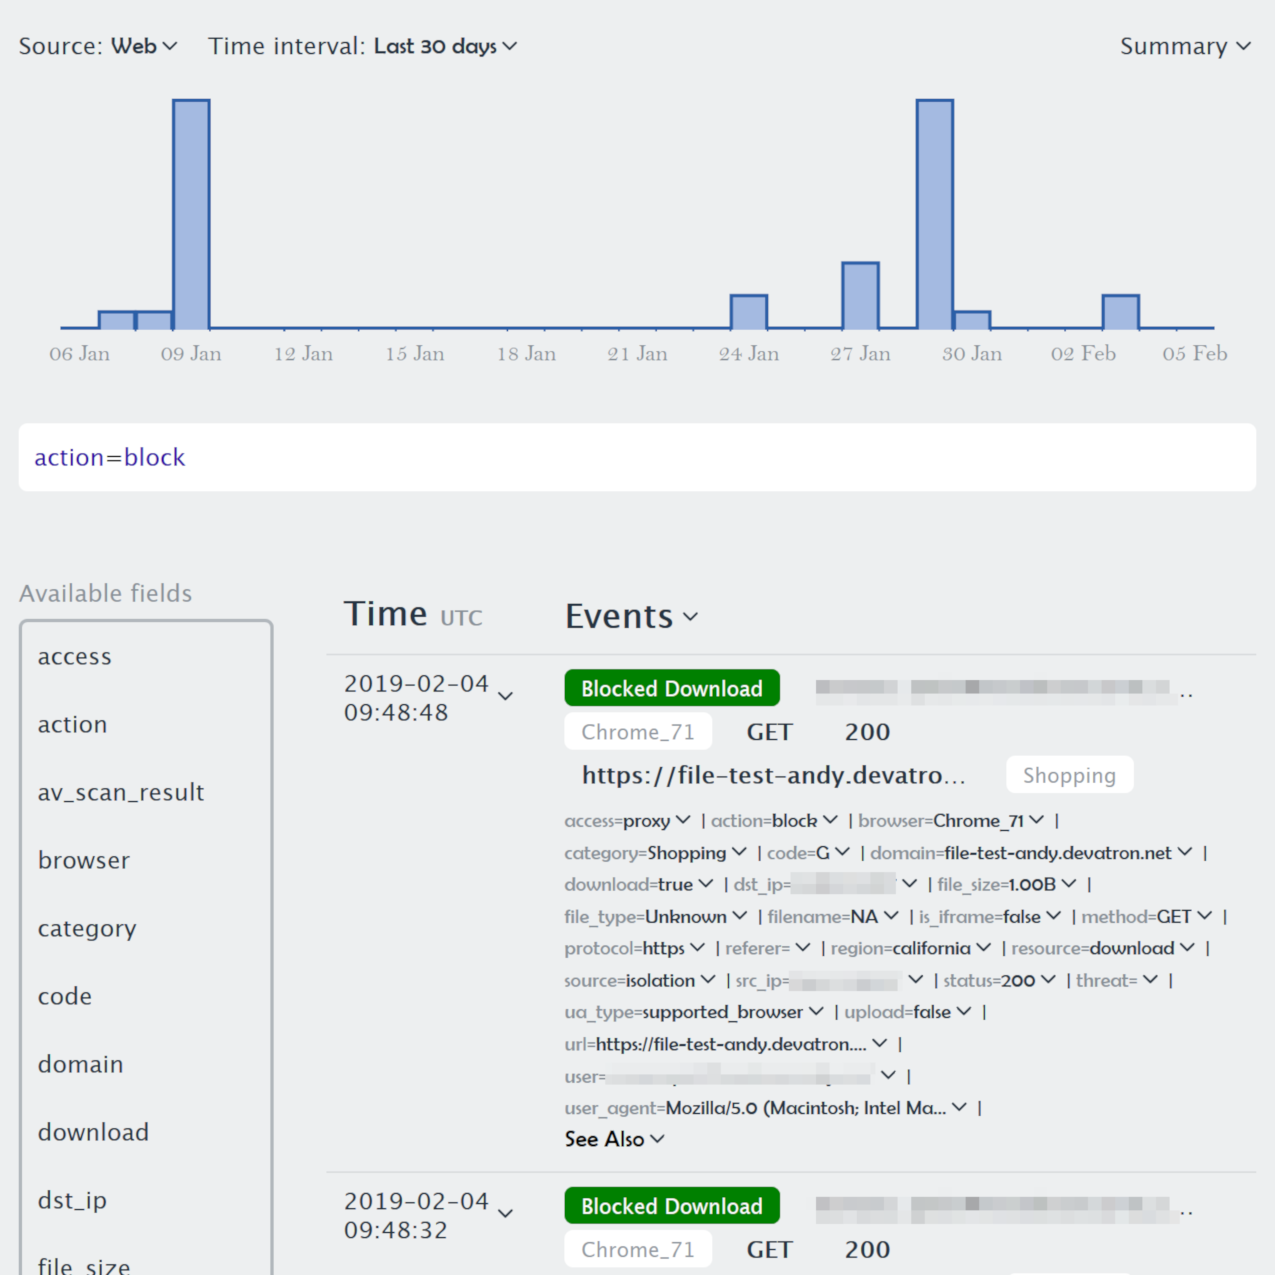 Source: Web Time interval: Last 30 days Summary
06 Jan 09 Jan 12 Jan 15 Jan 18 Jan 21 Jan 24 Jan 27 Jan 30 Jan 02 Feb 05 Feb
action=block
Available fields
access
action
av_scan_result
browser
category
code
domain
download
dst_ip
file_size
Time UTC Events
2019-02-04
09:48:48
Blocked Download ..
Chrome_71 GET 200
https://file-test-andy.devatro... Shopping
access=proxy | action=block | browser=Chrome_71 |
category=Shopping | code=G | domain=file-test-andy.devatron.net |
download=true | dst_ip= | file_size=1.00B |
file_type=Unknown | filename=NA | is_iframe=false | method=GET |
protocol=https | referer= | region=california | resource=download |
source=isolation | src_ip= | status=200 | threat= |
ua_type=supported_browser | upload=false |
url=https://file-test-andy.devatron.... |
user= |
user_agent=Mozilla/5.0 (Macintosh; Intel Ma... |
See Also
2019-02-04
09:48:32
Blocked Download ..
Chrome_71 GET 200